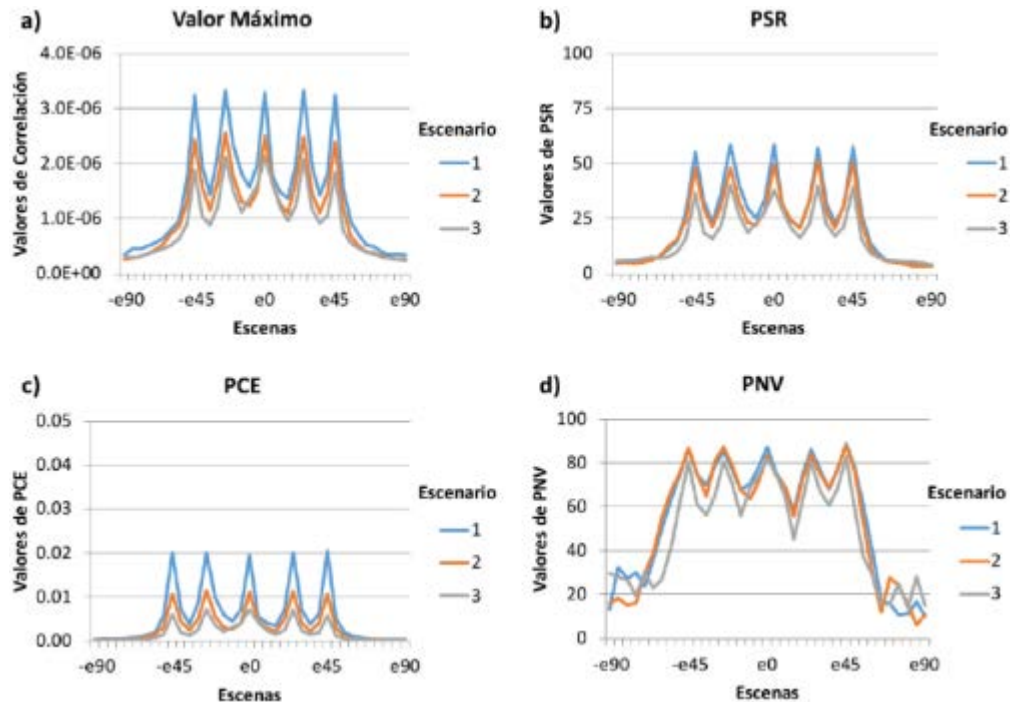 a)
Valor Máximo
Valores de Correlación
4.0E-06
3.0E-06
2.0E-06
1.0E-06
0.0E+00
-e90
-e45
e0
e45
e90
Escenas
Escenario
1
2
3
b)
PSR
Valores de PSR
100
75
50
25
0
-e90
-e45
e0
e45
e90
Escenas
Escenario
1
2
3
c)
PCE
Valores de PCE
0.05
0.04
0.03
0.02
0.01
0.00
-e90
-e45
e0
e45
e90
Escenas
Escenario
1
2
3
d)
PNV
Valores de PNV
100
80
60
40
20
0
-e90
-e45
e0
e45
e90
Escenas
Escenario
1
2
3